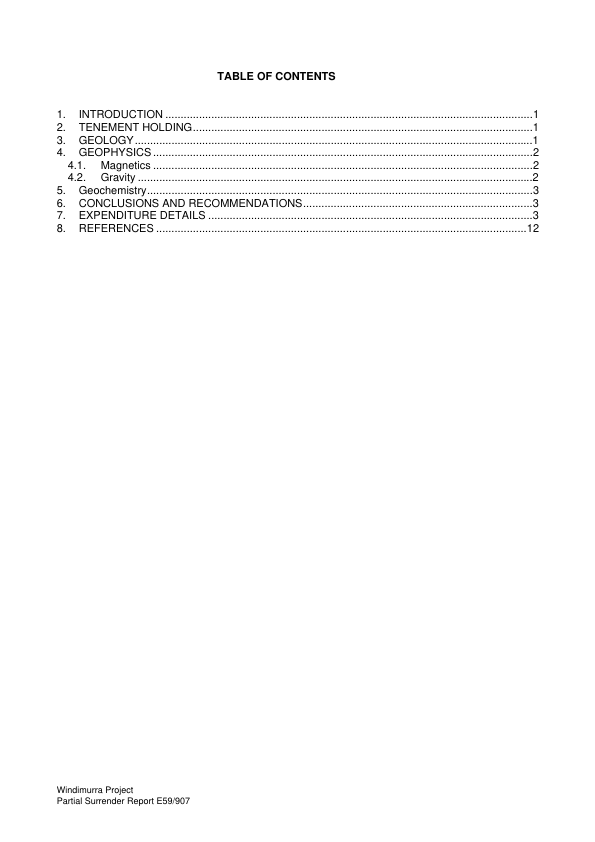 TABLE OF CONTENTS
1. INTRODUCTION ........................................................................................................................1
2. TENEMENT HOLDING...............................................................................................................1
3. GEOLOGY..................................................................................................................................1
4. GEOPHYSICS ............................................................................................................................2
4.1. Magnetics ............................................................................................................................2
4.2. Gravity .................................................................................................................................2
5. Geochemistry..............................................................................................................................3
6. CONCLUSIONS AND RECOMMENDATIONS...........................................................................3
7. EXPENDITURE DETAILS ..........................................................................................................3
8. REFERENCES .........................................................................................................................12
Windimurra Project
Partial Surrender Report E59/907